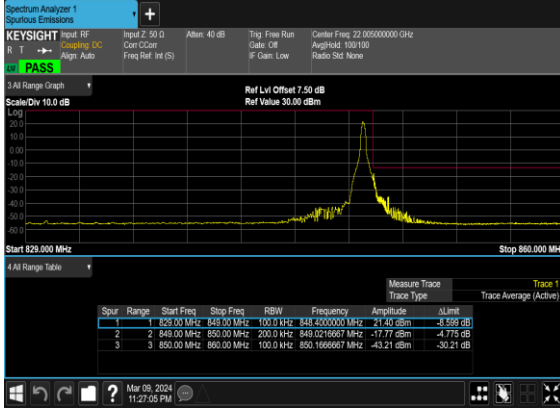 Spectrum Analyzer 1
Spurious Emissions
+
KEYSIGHT Input: RF Input Z: 50 Ω Atten: 40 dB Trig: Free Run Center Freq: 22.005000000 GHz
R T Coupling: DC Corr CCorr Gate: Off Avg|Hold: 100/100
Align: Auto Freq Ref: Int (S) IF Gain: Low Radio Std: None
LXI PASS
3 All Range Graph
Ref Lvl Offset 7.50 dB
Scale/Div 10.0 dB Ref Value 30.00 dBm
Log
20.0
10.0
0.00
-10.0
-20.0
-30.0
-40.0
-50.0
-60.0
Start 829.000 MHz Stop 860.000 MH
4 All Range Table
Measure Trace Trace 1
Trace Type Trace Average (Active)
Spur Range Start Freq Stop Freq RBW Frequency Amplitude ΔLimit
1 1 829.00 MHz 849.00 MHz 100.0 kHz 848.4000000 MHz 21.40 dBm -8.599 dB
2 2 849.00 MHz 850.00 MHz 200.0 kHz 849.0216667 MHz -17.77 dBm -4.775 dB
3 3 850.00 MHz 860.00 MHz 100.0 kHz 850.1666667 MHz -43.21 dBm -30.21 dB
? Mar 09, 2024
11:27:05 PM